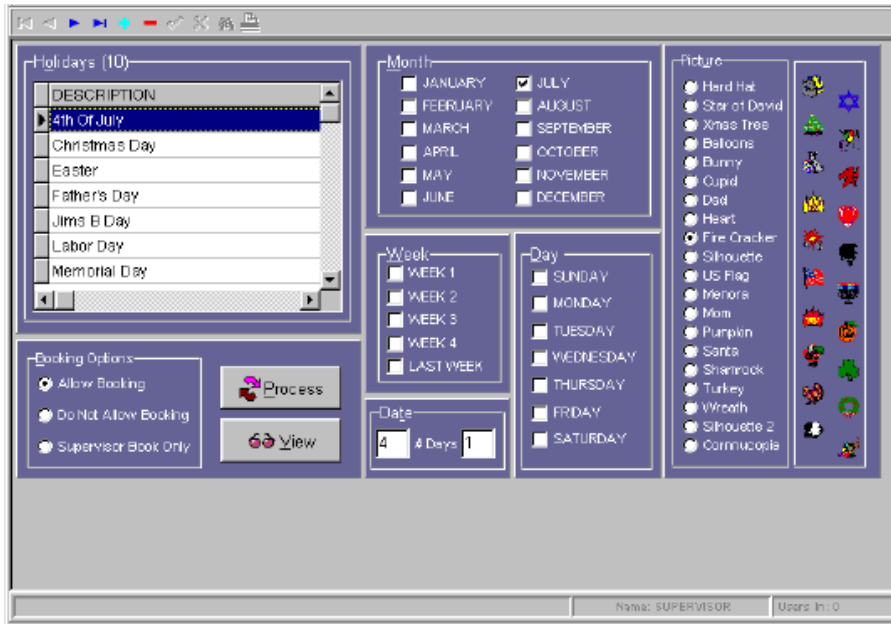 Holidays (10)
DESCRIPTION
4th Of July
Christmas Day
Easter
Father's Day
Jims B Day
Labor Day
Memorial Day
Booking Options
Allow Booking
Do Not Allow Booking
Supervisor Book Only
Process
View
Month
JANUARY
FEBRUARY
MARCH
APRIL
MAY
JUNE
JULY
AUGUST
SEPTEMBER
OCTOBER
NOVEMBER
DECEMBER
Week
WEEK 1
WEEK 2
WEEK 3
WEEK 4
LAST WEEK
Date
4 # Days 1
Day
SUNDAY
MONDAY
TUESDAY
WEDNESDAY
THURSDAY
FRIDAY
SATURDAY
Picture
Hard Hat
Star of David
Xmas Tree
Balloons
Bunny
Cupid
Dad
Heart
Fire Cracker
Silhouette
US Flag
Menora
Mom
Pumpkin
Santa
Shamrock
Turkey
Wreath
Silhouette 2
Cornnucopia
Name: SUPERVISOR
Users In: 0